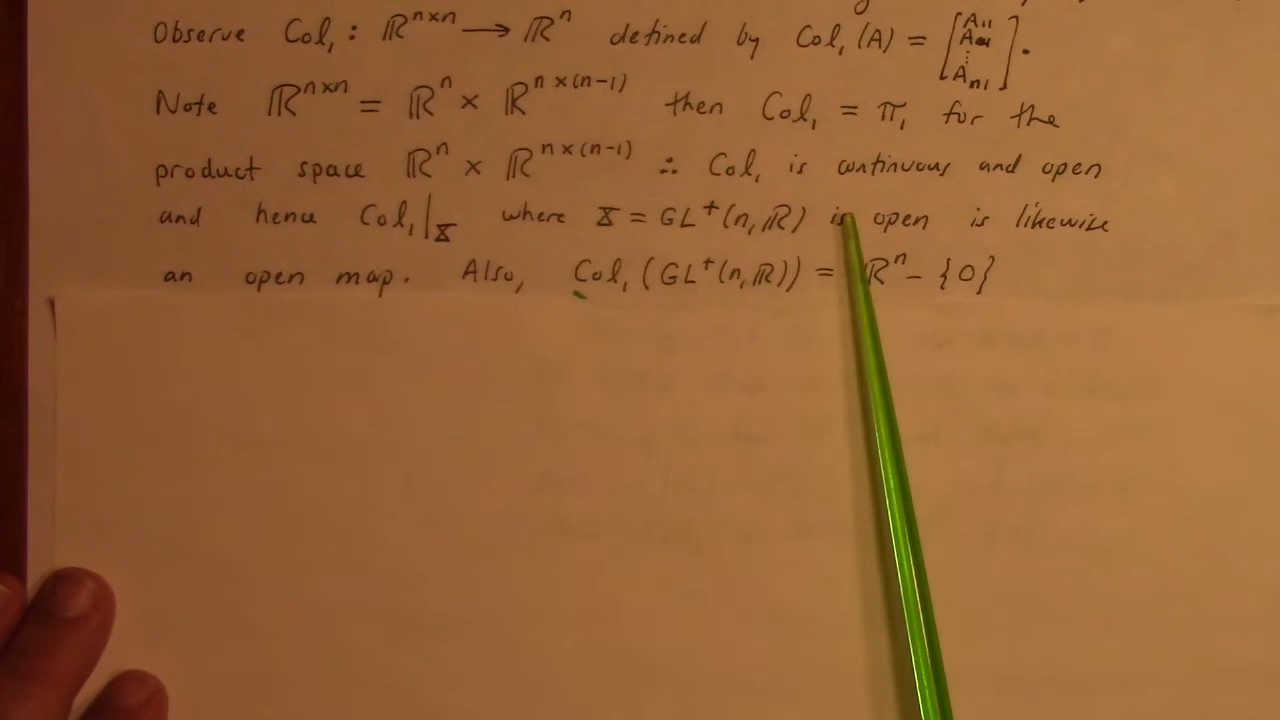 Observe Col₁ : ℝⁿˣⁿ ⟶ ℝⁿ defined by Col₁(A) = [A₁₁ A₂₁ ⋮ Aₙ₁].
Note ℝⁿˣⁿ = ℝⁿ × ℝⁿˣ⁽ⁿ⁻¹⁾ then Col₁ = π₁ for the
product space ℝⁿ × ℝⁿˣ⁽ⁿ⁻¹⁾ ∴ Col₁ is continuous and open
and hence Col₁|_X where X = GL⁺(n,ℝ) is open is likewise
an open map. Also, Col₁(GL⁺(n,ℝ)) = ℝⁿ - {0}